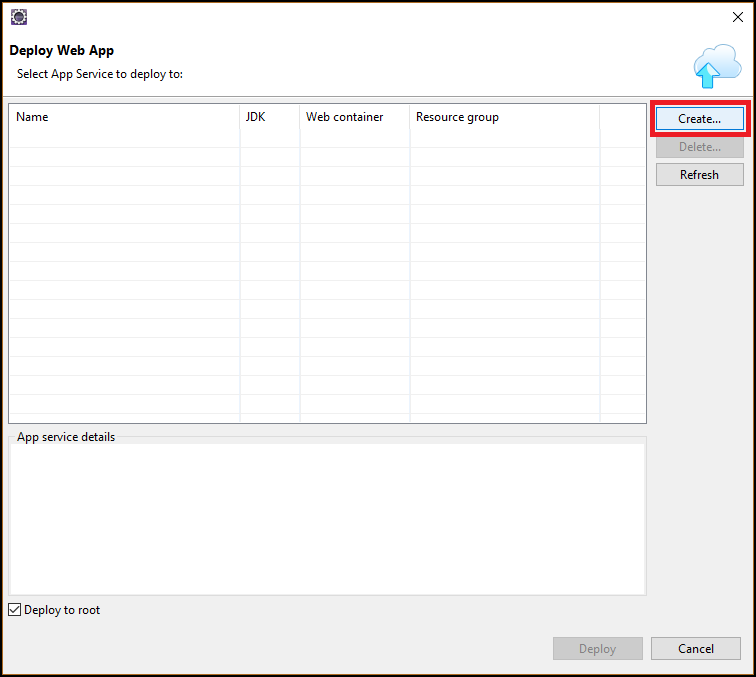 Deploy Web App
Select App Service to deploy to:
Name JDK Web container Resource group
Create...
Delete...
Refresh
App service details
Deploy to root
Deploy Cancel